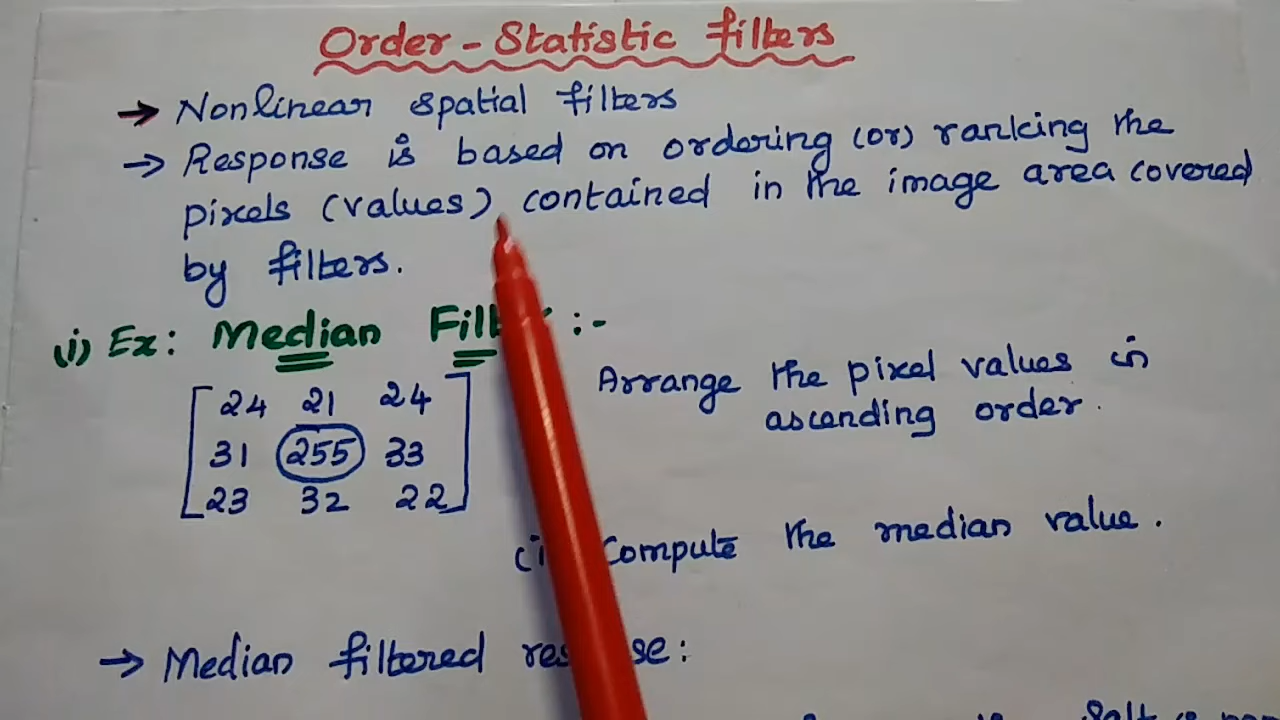 Order-Statistic Filters
→ Nonlinear spatial filters
→ Response is based on ordering (or) ranking the
pixels (values) contained in the image area covered
by filters.
(i) Ex: Median :-
24 21 24
31 255 33
23 32 22
Arrange the pixel values in
ascending order.
Compute the median value.
→ Median filtered :